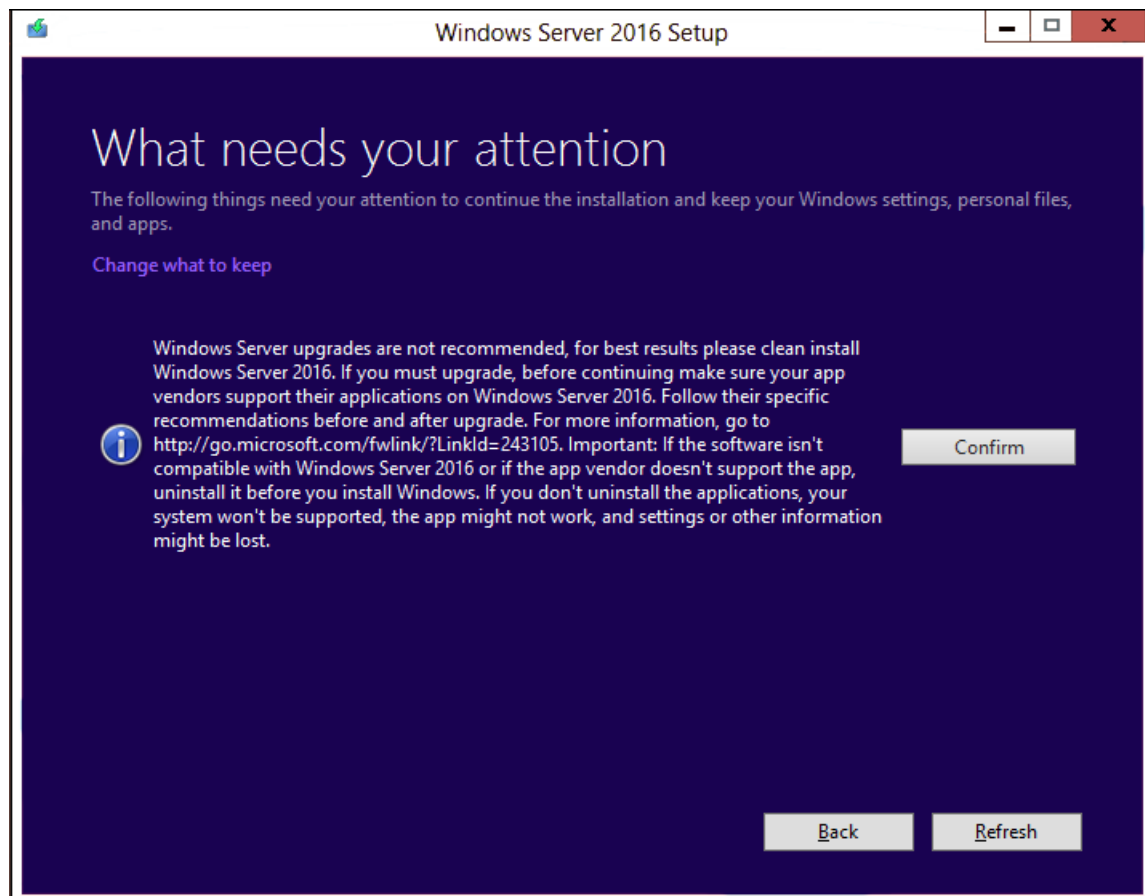 Windows Server 2016 Setup
What needs your attention
The following things need your attention to continue the installation and keep your Windows settings, personal files,
and apps.
Change what to keep
Windows Server upgrades are not recommended, for best results please clean install
Windows Server 2016. If you must upgrade, before continuing make sure your app
vendors support their applications on Windows Server 2016. Follow their specific
recommendations before and after upgrade. For more information, go to
http://go.microsoft.com/fwlink/?LinkId=243105. Important: If the software isn't
compatible with Windows Server 2016 or if the app vendor doesn't support the app,
uninstall it before you install Windows. If you don't uninstall the applications, your
system won't be supported, the app might not work, and settings or other information
might be lost.
Confirm
Back
Refresh